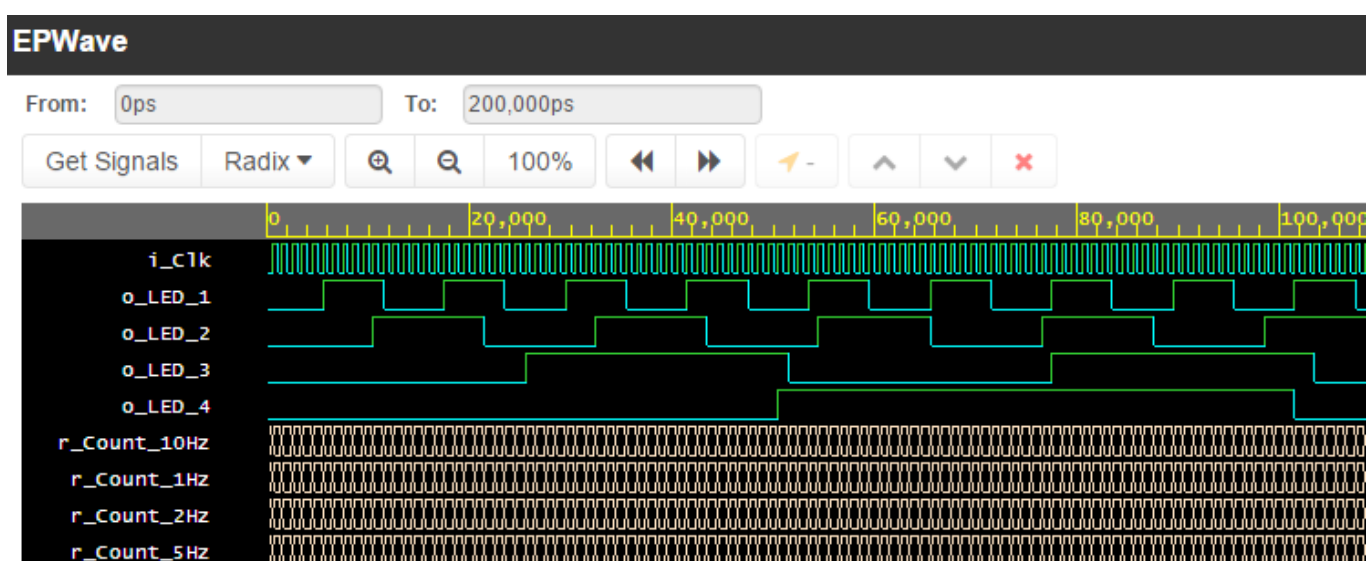 EPWave
From: 0ps To: 200,000ps
Get Signals Radix 100% -
0 20,000 40,000 60,000 80,000 100,000
i_Clk
o_LED_1
o_LED_2
o_LED_3
o_LED_4
r_Count_10Hz
r_Count_1Hz
r_Count_2Hz
r_Count_5Hz